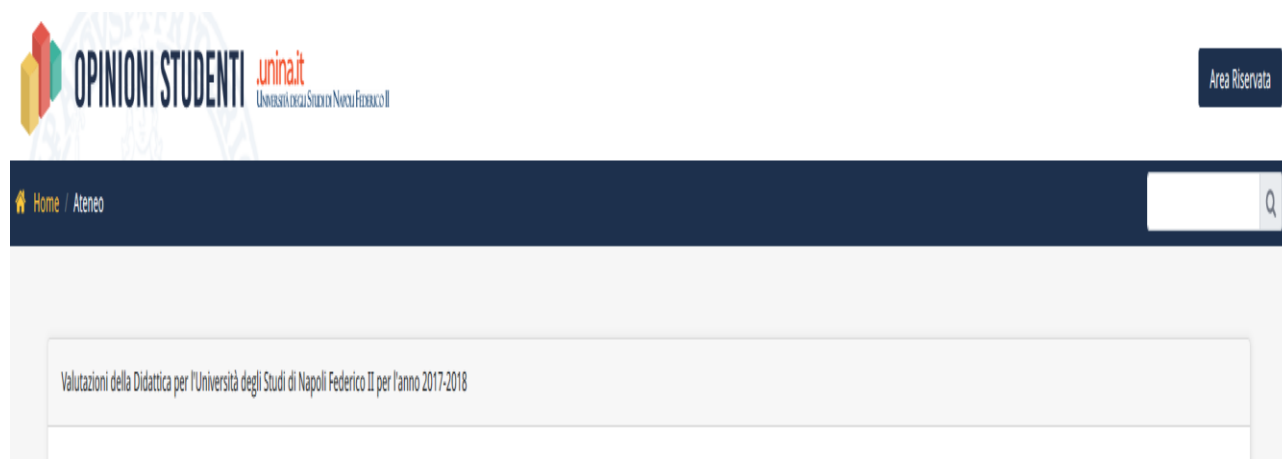 OPINIONI STUDENTI
.unina.it
UNIVERSITÀ DEGLI STUDI DI NAPOLI FEDERICO II
Area Riservata
Home / Ateneo
Valutazioni della Didattica per l'Università degli Studi di Napoli Federico II per l'anno 2017-2018